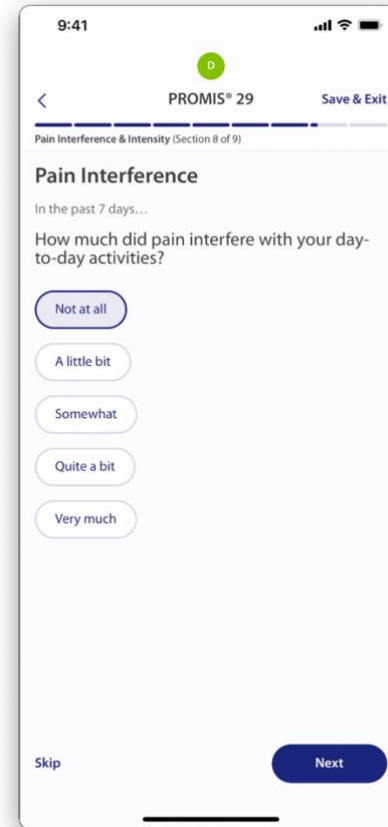 9:41
D
PROMIS® 29
Save & Exit
Pain Interference & Intensity (Section 8 of 9)
Pain Interference
In the past 7 days...
How much did pain interfere with your day-
to-day activities?
Not at all
A little bit
Somewhat
Quite a bit
Very much
Skip
Next